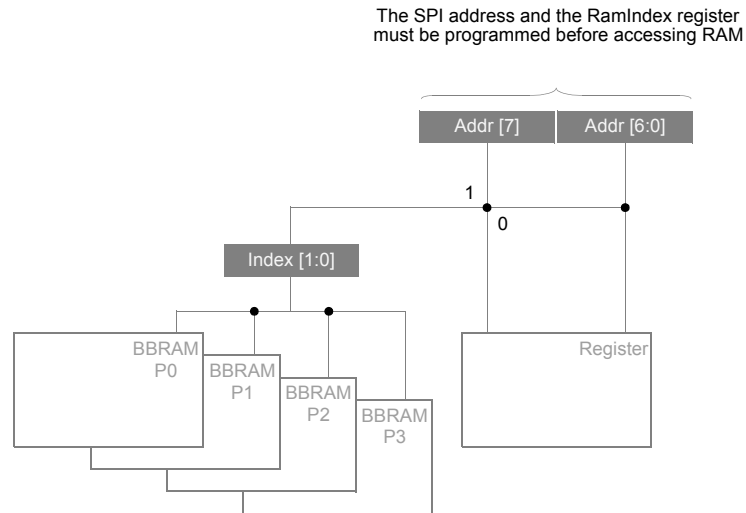 The SPI address and the RamIndex register
must be programmed before accessing RAM
Addr [7]
Addr [6:0]
1
0
Index [1:0]
BBRAM
P0
BBRAM
P1
BBRAM
P2
BBRAM
P3
Register